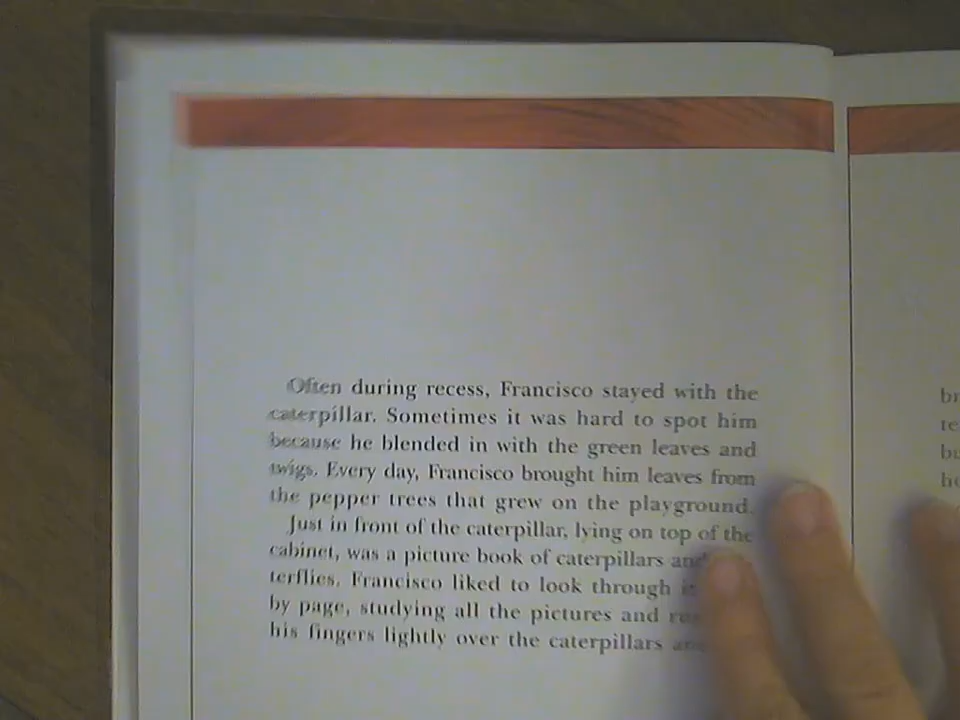 Often during recess, Francisco stayed with the
caterpillar. Sometimes it was hard to spot him
because he blended in with the green leaves and
twigs. Every day, Francisco brought him leaves from
the pepper trees that grew on the playground.
Just in front of the caterpillar, lying on top of the
cabinet, was a picture book of caterpillars and
terflies. Francisco liked to look through
by page, studying all the pictures and
his fingers lightly over the caterpillars